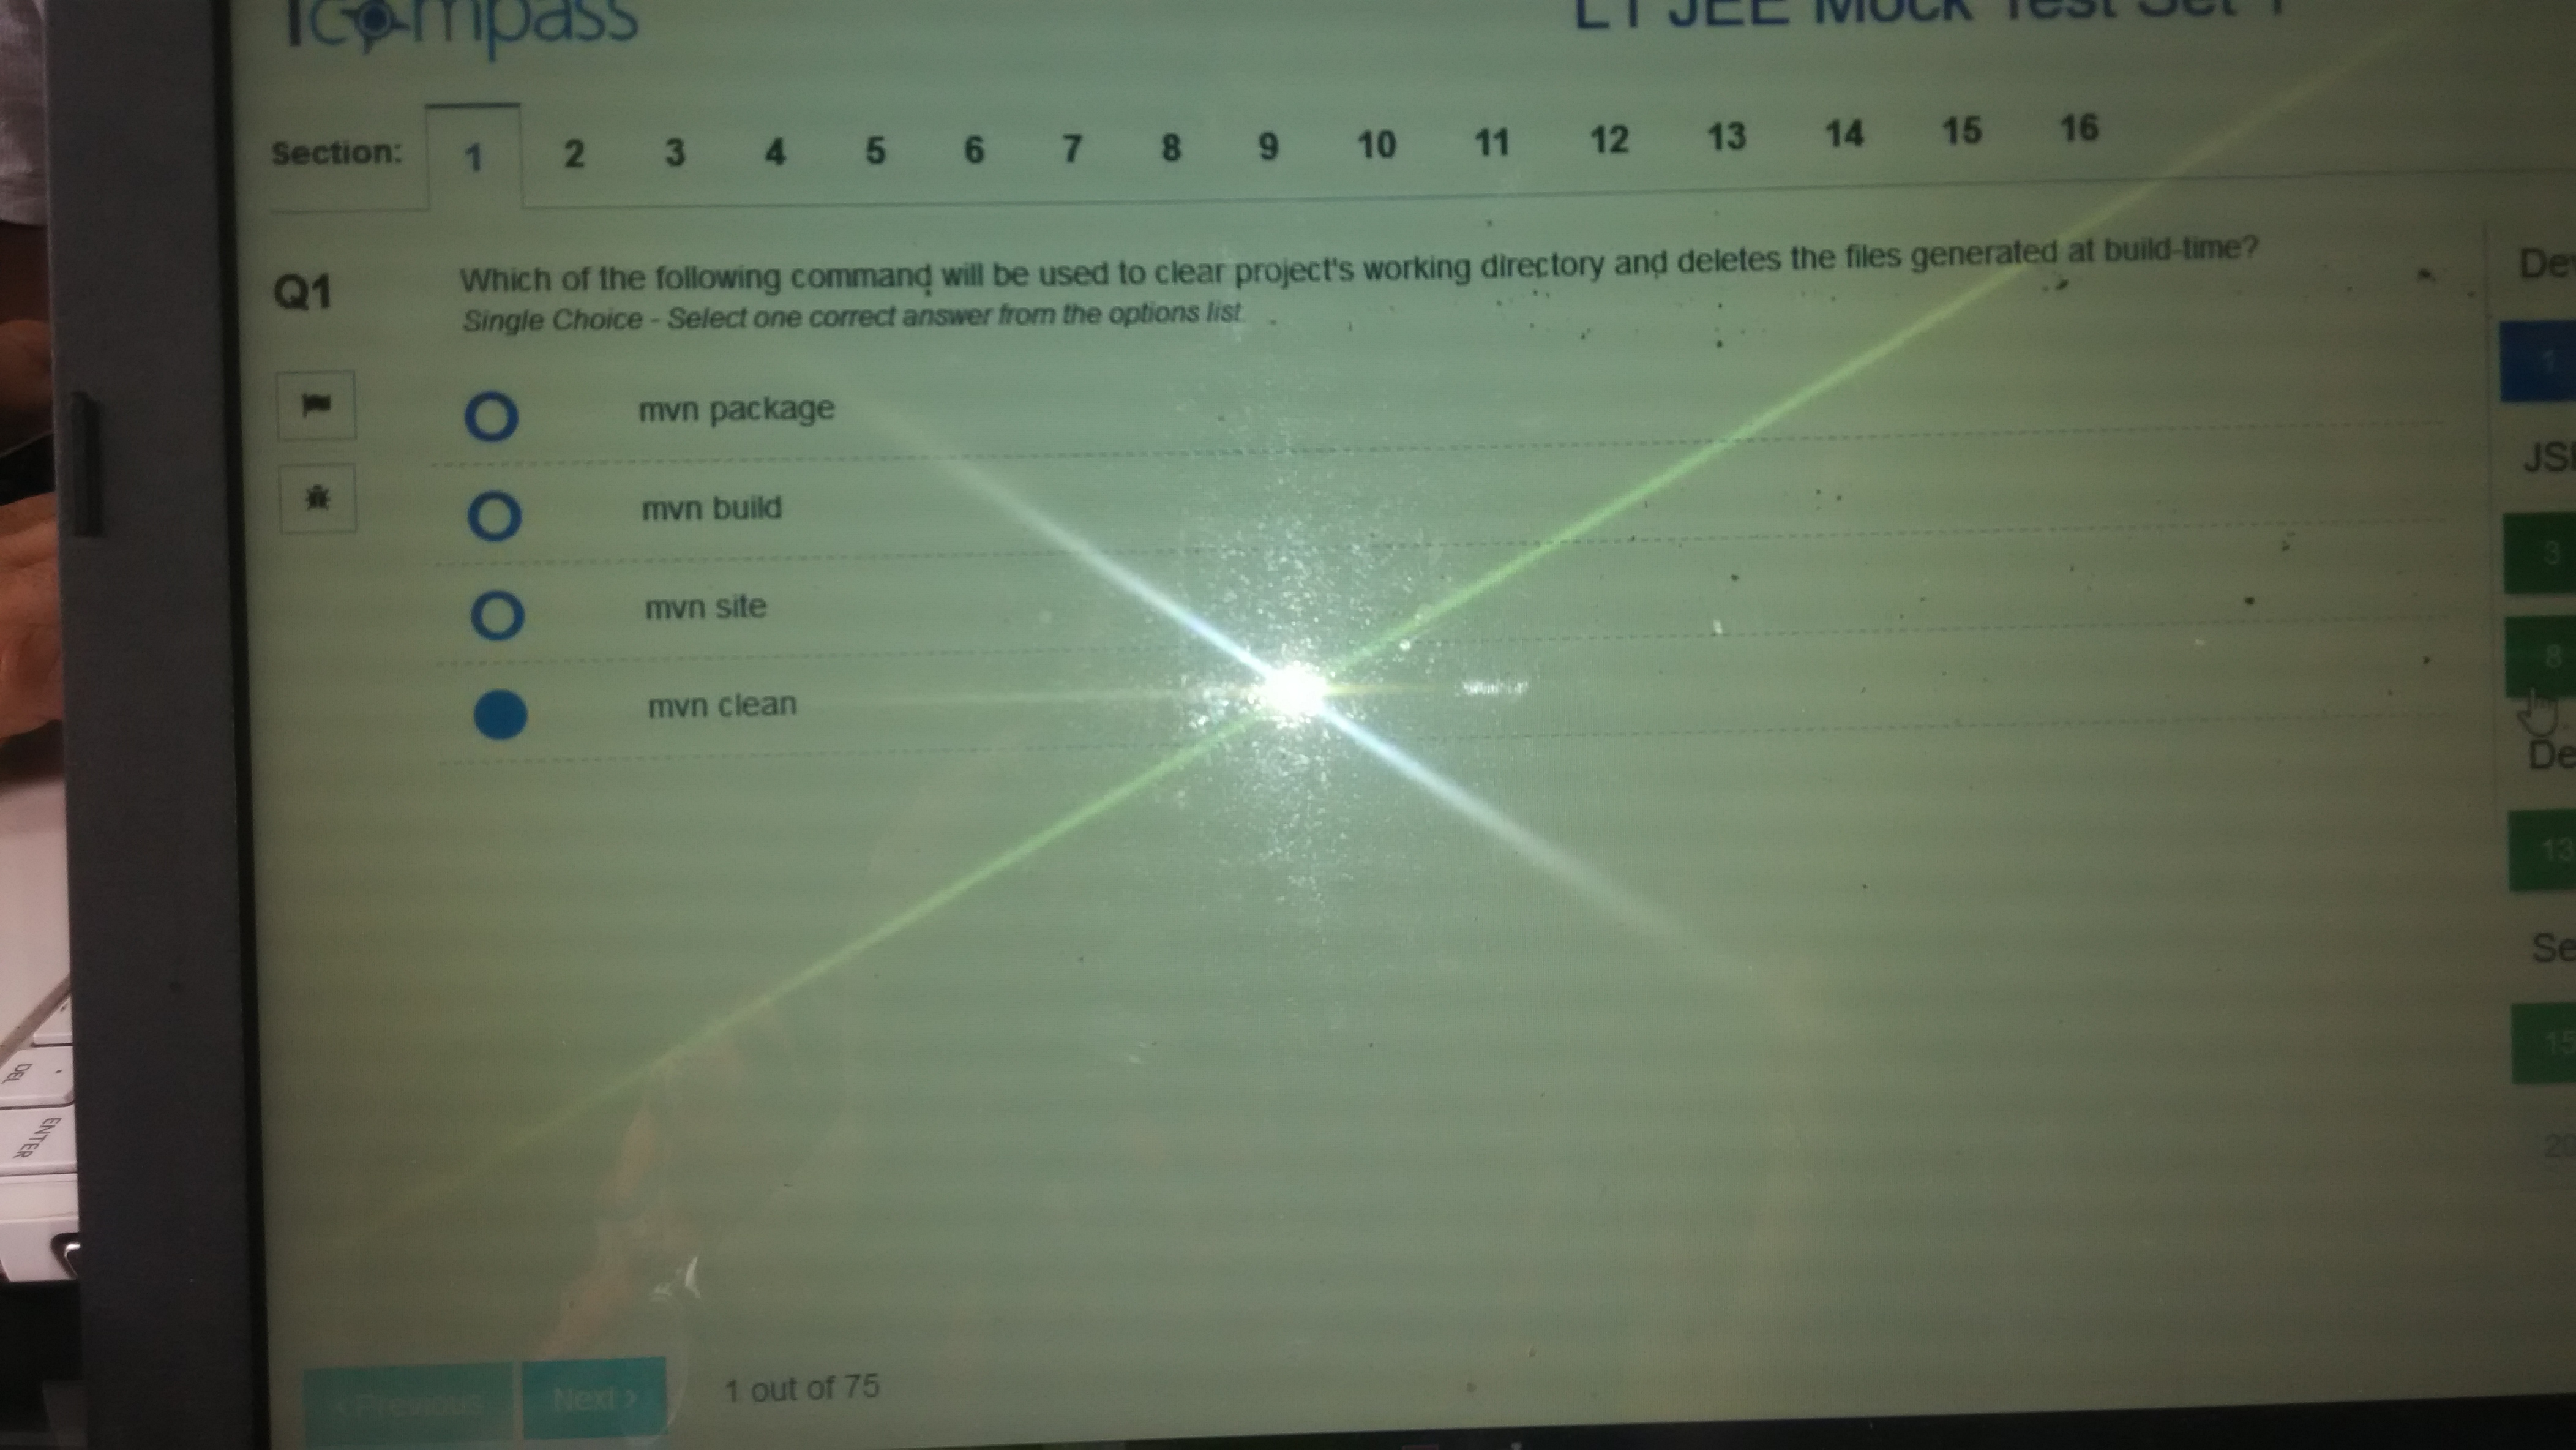 icompass
L1 JEE Mock Test Set 1
Section: 1 2 3 4 5 6 7 8 9 10 11 12 13 14 15 16
Q1
Which of the following command will be used to clear project's working directory and deletes the files generated at build-time?
Single Choice - Select one correct answer from the options list.
mvn package
mvn build
mvn site
mvn clean
De
1
JS
3
8
De
13
Se
15
20
DEL
ENTER
‹ Previous Next › 1 out of 75